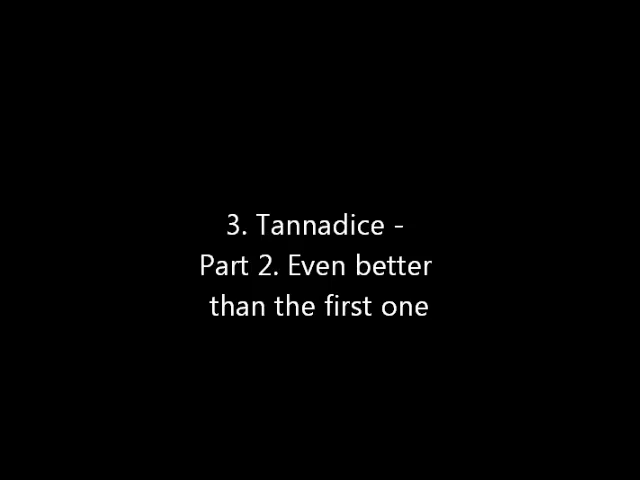 3. Tannadice -
Part 2. Even better
than the first one